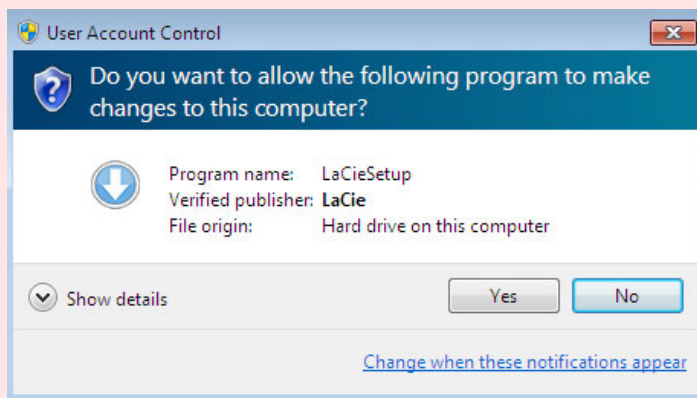 User Account Control
Do you want to allow the following program to make
changes to this computer?
Program name: LaCieSetup
Verified publisher: LaCie
File origin: Hard drive on this computer
Show details
Yes
No
Change when these notifications appear